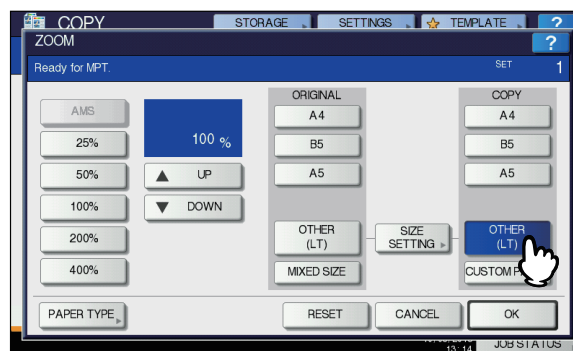 COPY STORAGE SETTINGS TEMPLATE ?
ZOOM ?
Ready for MPT. SET 1
ORIGINAL COPY
AMS A4 A4
100 %
25% B5 B5
50% UP A5 A5
100% DOWN
200% OTHER (LT) SIZE SETTING OTHER (LT)
400% MIXED SIZE
PAPER TYPE RESET CANCEL OK
13:14 JOB STATUS